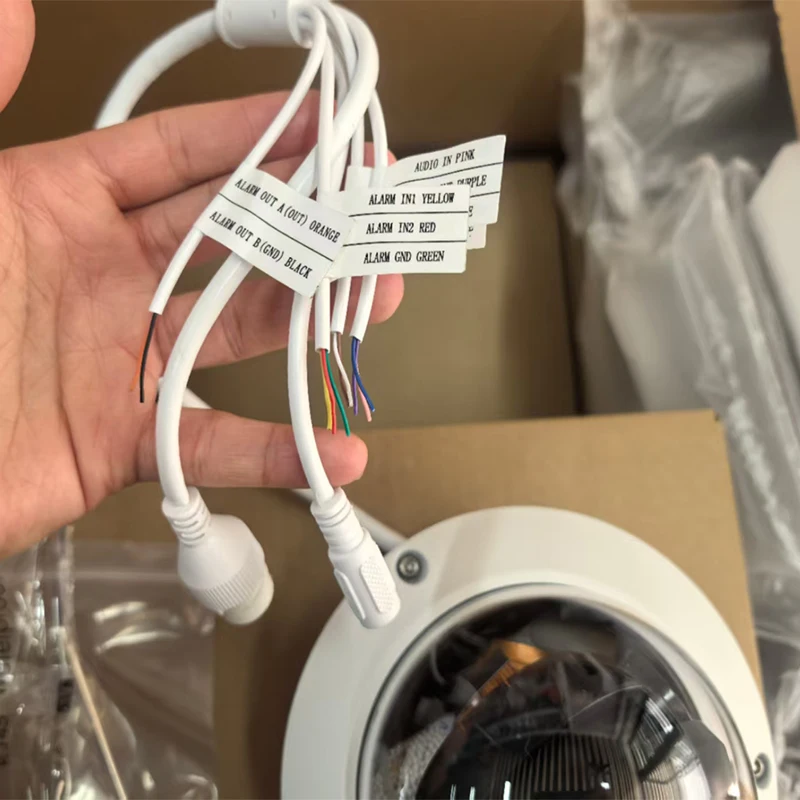 AUDIO IN PINK
PURPLE
ALARM OUT A(OUT) ORANGE
ALARM OUT B(GND) BLACK
ALARM IN1 YELLOW
ALARM IN2 RED
ALARM GND GREEN